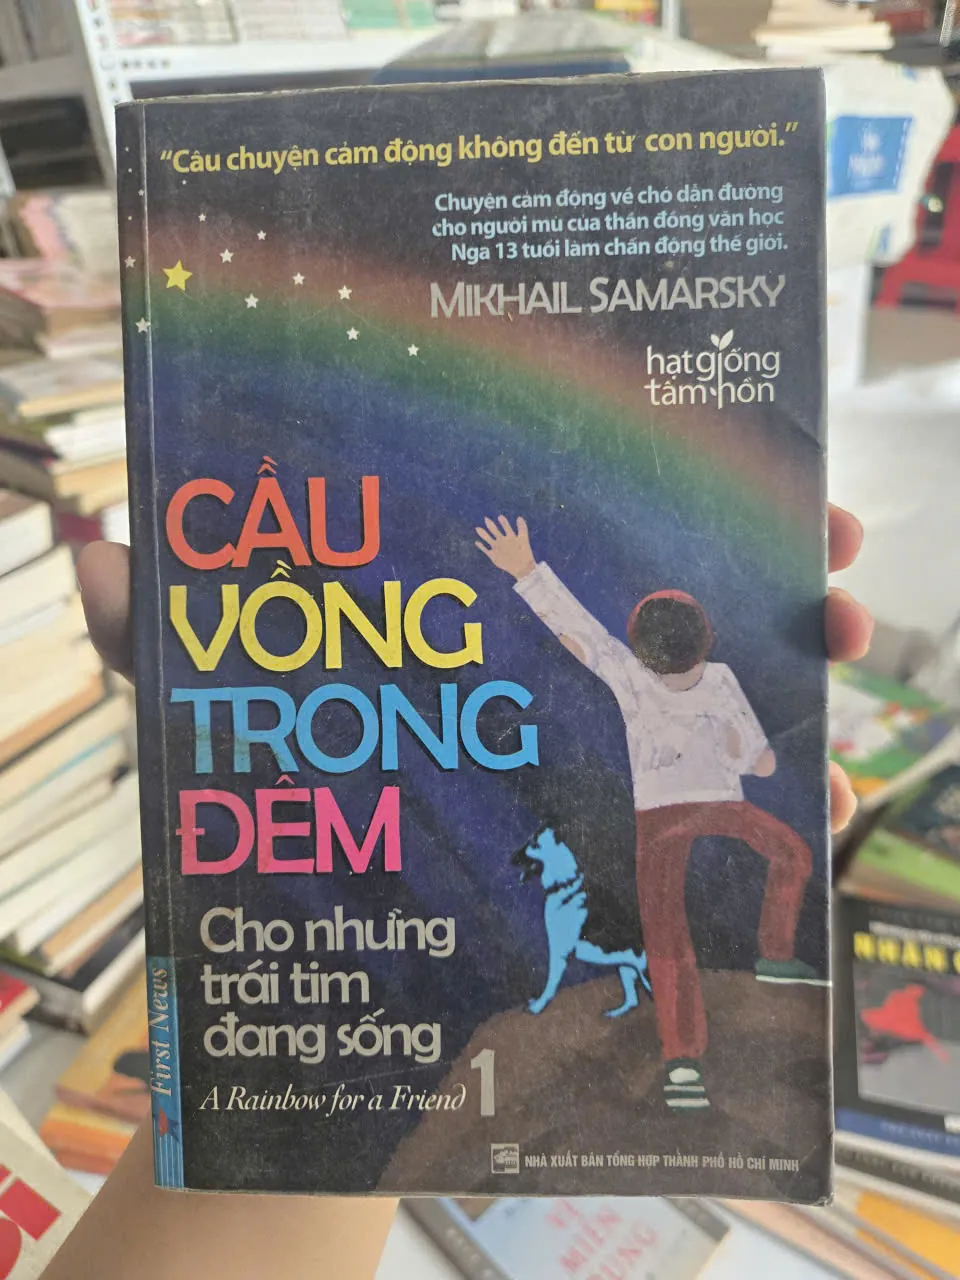 “Câu chuyện cảm động không đến từ con người.”
Chuyện cảm động về chó dẫn đường
cho người mù của thần đồng văn học
Nga 13 tuổi làm chấn động thế giới.
MIKHAIL SAMARSKY
hạt giống
tâm hồn
CẦU
VỒNG
TRONG
ĐÊM
Cho những
trái tim
đang sống
A Rainbow for a Friend
1
First News
NHÀ XUẤT BẢN TỔNG HỢP THÀNH PHỐ HỒ CHÍ MINH
NHÂN
VỀ
MIỀN